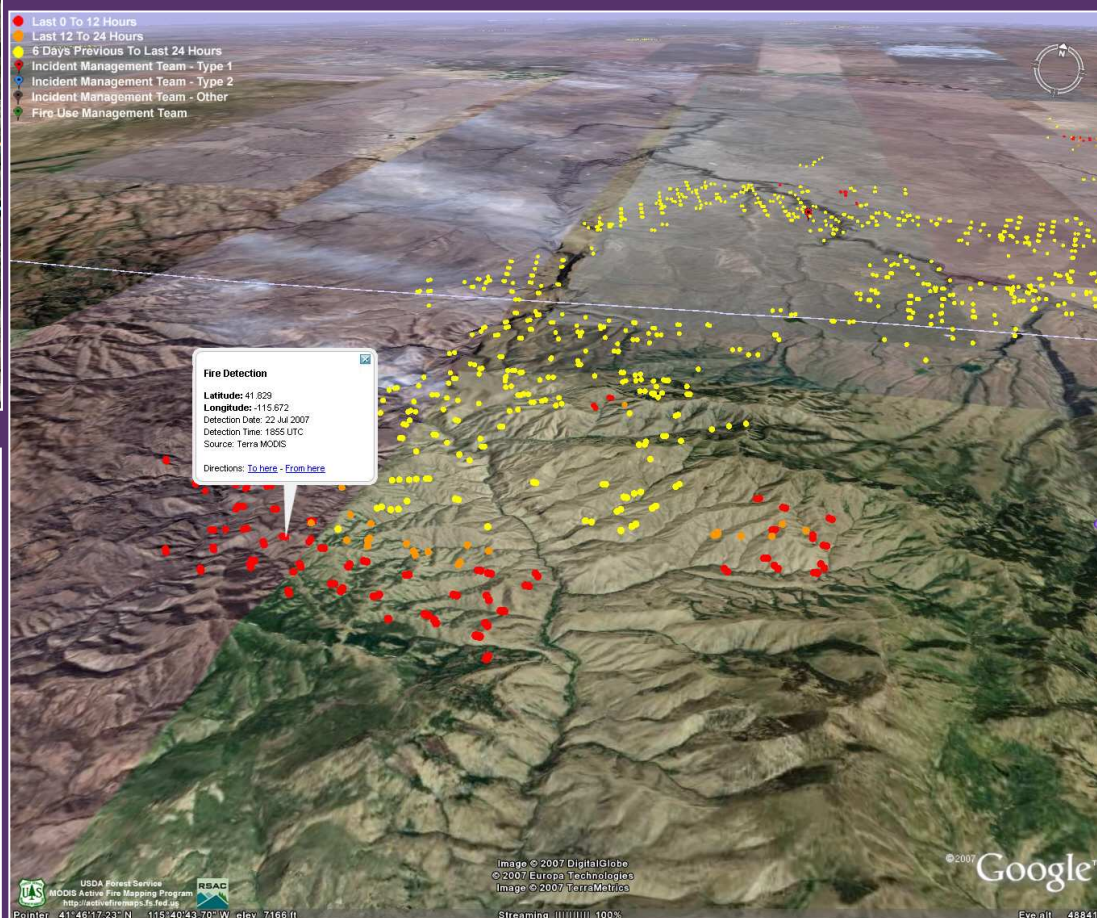 Last 0 To 12 Hours
Last 12 To 24 Hours
6 Days Previous To Last 24 Hours
Incident Management Team - Type 1
Incident Management Team - Type 2
Incident Management Team - Other
Fire Use Management Team
N
Fire Detection
Latitude: 41.829
Longitude: -115.672
Detection Date: 22 Jul 2007
Detection Time: 1855 UTC
Source: Terra MODIS
Directions: To here - From here
Image © 2007 DigitalGlobe
© 2007 Europa Technologies
Image © 2007 TerraMetrics
©2007 Google™
USDA Forest Service
MODIS Active Fire Mapping Program
http://activefiremaps.fs.fed.us
RSAC
UAS
Pointer 41°46'17.23" N 115°40'43.70" W elev 7166 ft
Streaming |||||||||| 100%
Eye alt 48841